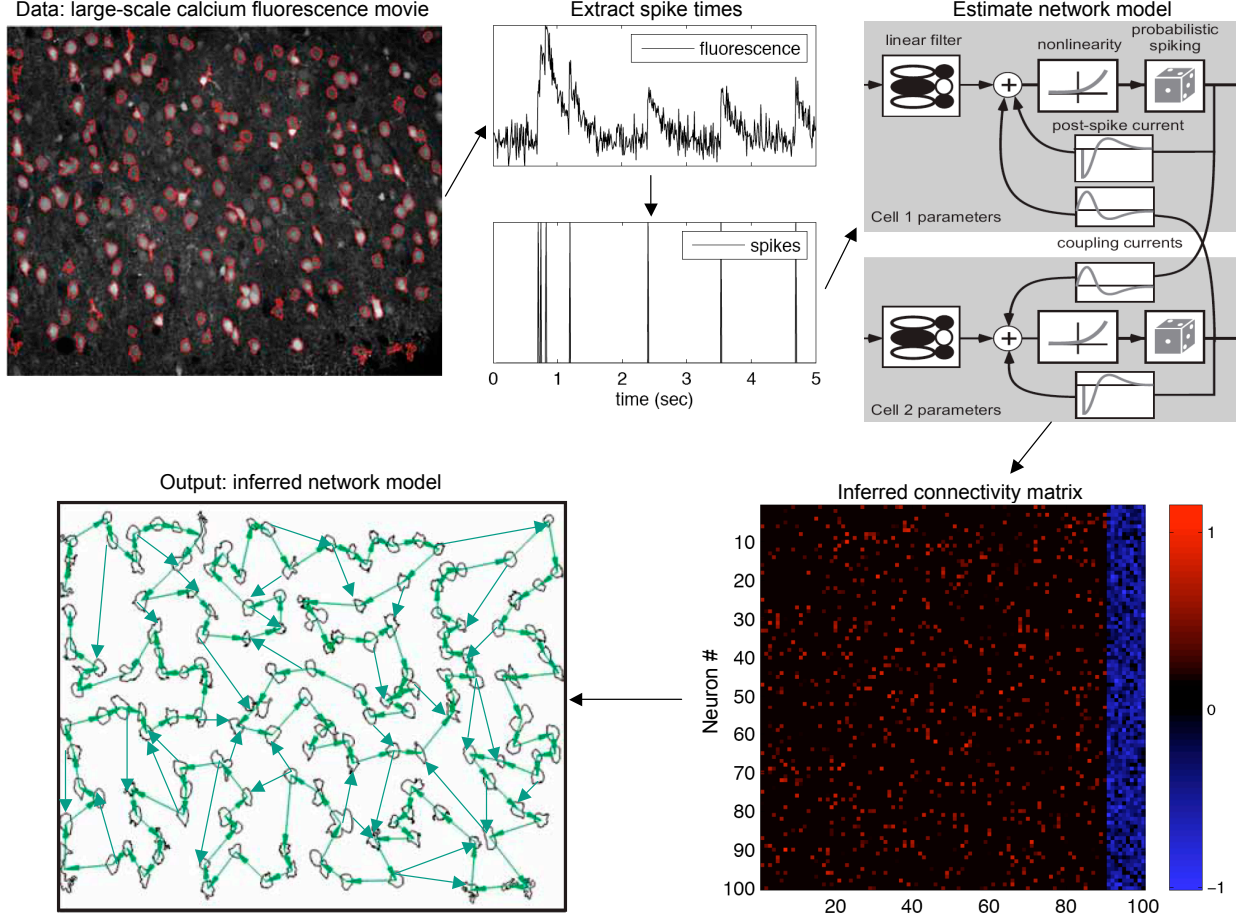 Data: large-scale calcium fluorescence movie
Extract spike times
fluorescence
spikes
0 1 2 3 4 5
time (sec)
Estimate network model
linear filter
nonlinearity
probabilistic
spiking
post-spike current
Cell 1 parameters
coupling currents
Cell 2 parameters
Output: inferred network model
Inferred connectivity matrix
Neuron #
10
20
30
40
50
60
70
80
90
100
20 40 60 80 100
1
0
−1